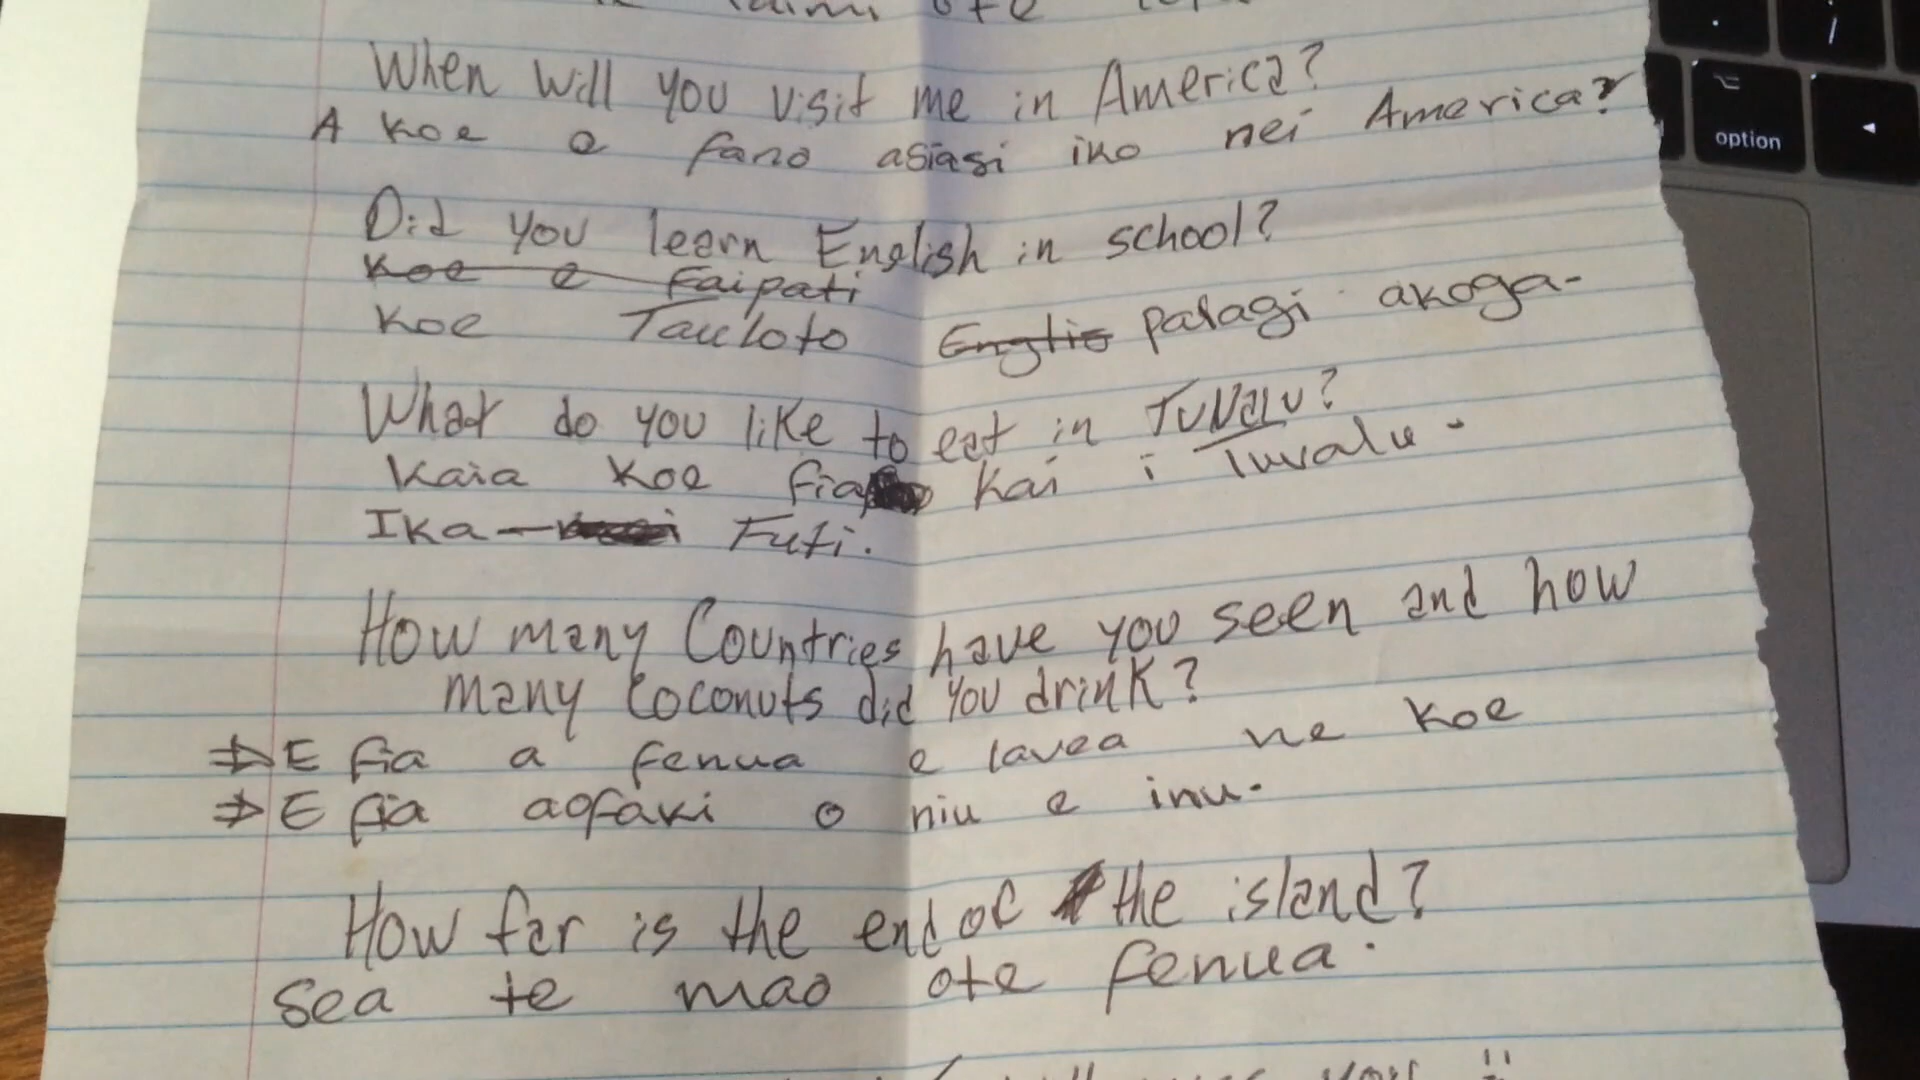 When will you visit me in America?
A koe e fano asiasi iko nei America?
Did you learn English in school?
Koe e Faipati
Koe Tauloto Englis palagi akoga-
What do you like to eat in TUVALU?
Kaia Koe fia Kai i Tuvalu.
Ika - Futi.
How many Countries have you seen and how
many coconuts did you drink?
⇒ E fia a fenua e lavea ne koe
⇒ E fia aofaki o niu e inu.
How far is the end of the island?
Sea te mao ote fenua.
option